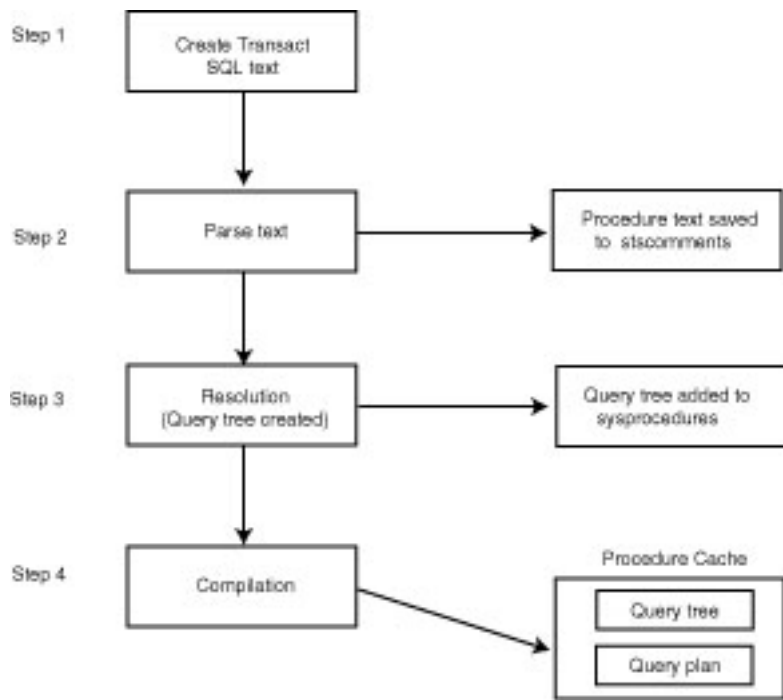 Step 1
Create Transact
SQL text
Step 2
Parse text
Procedure text saved
to stscomments
Step 3
Resolution
(Query tree created)
Query tree added to
sysprocedures
Step 4
Compilation
Procedure Cache
Query tree
Query plan